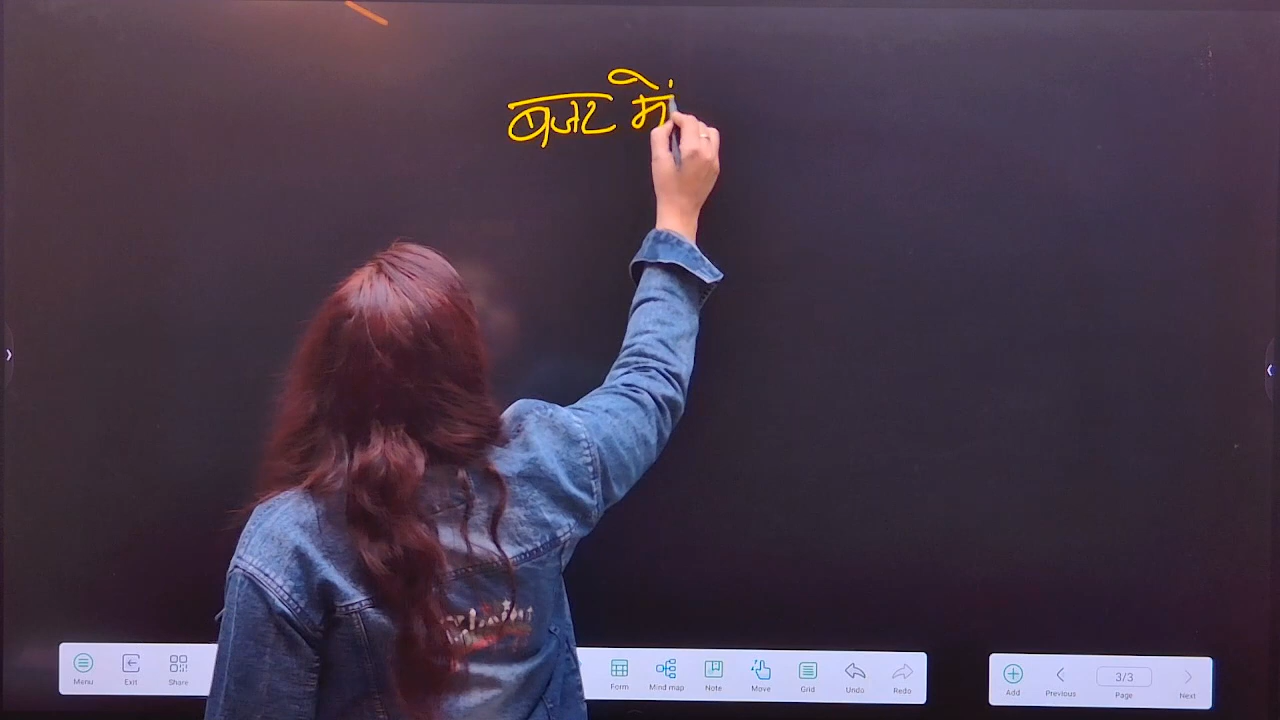 बजट में
Menu
Exit
Share
Form
Mind map
Note
Move
Grid
Undo
Redo
Add
Previous
3/3
Page
Next